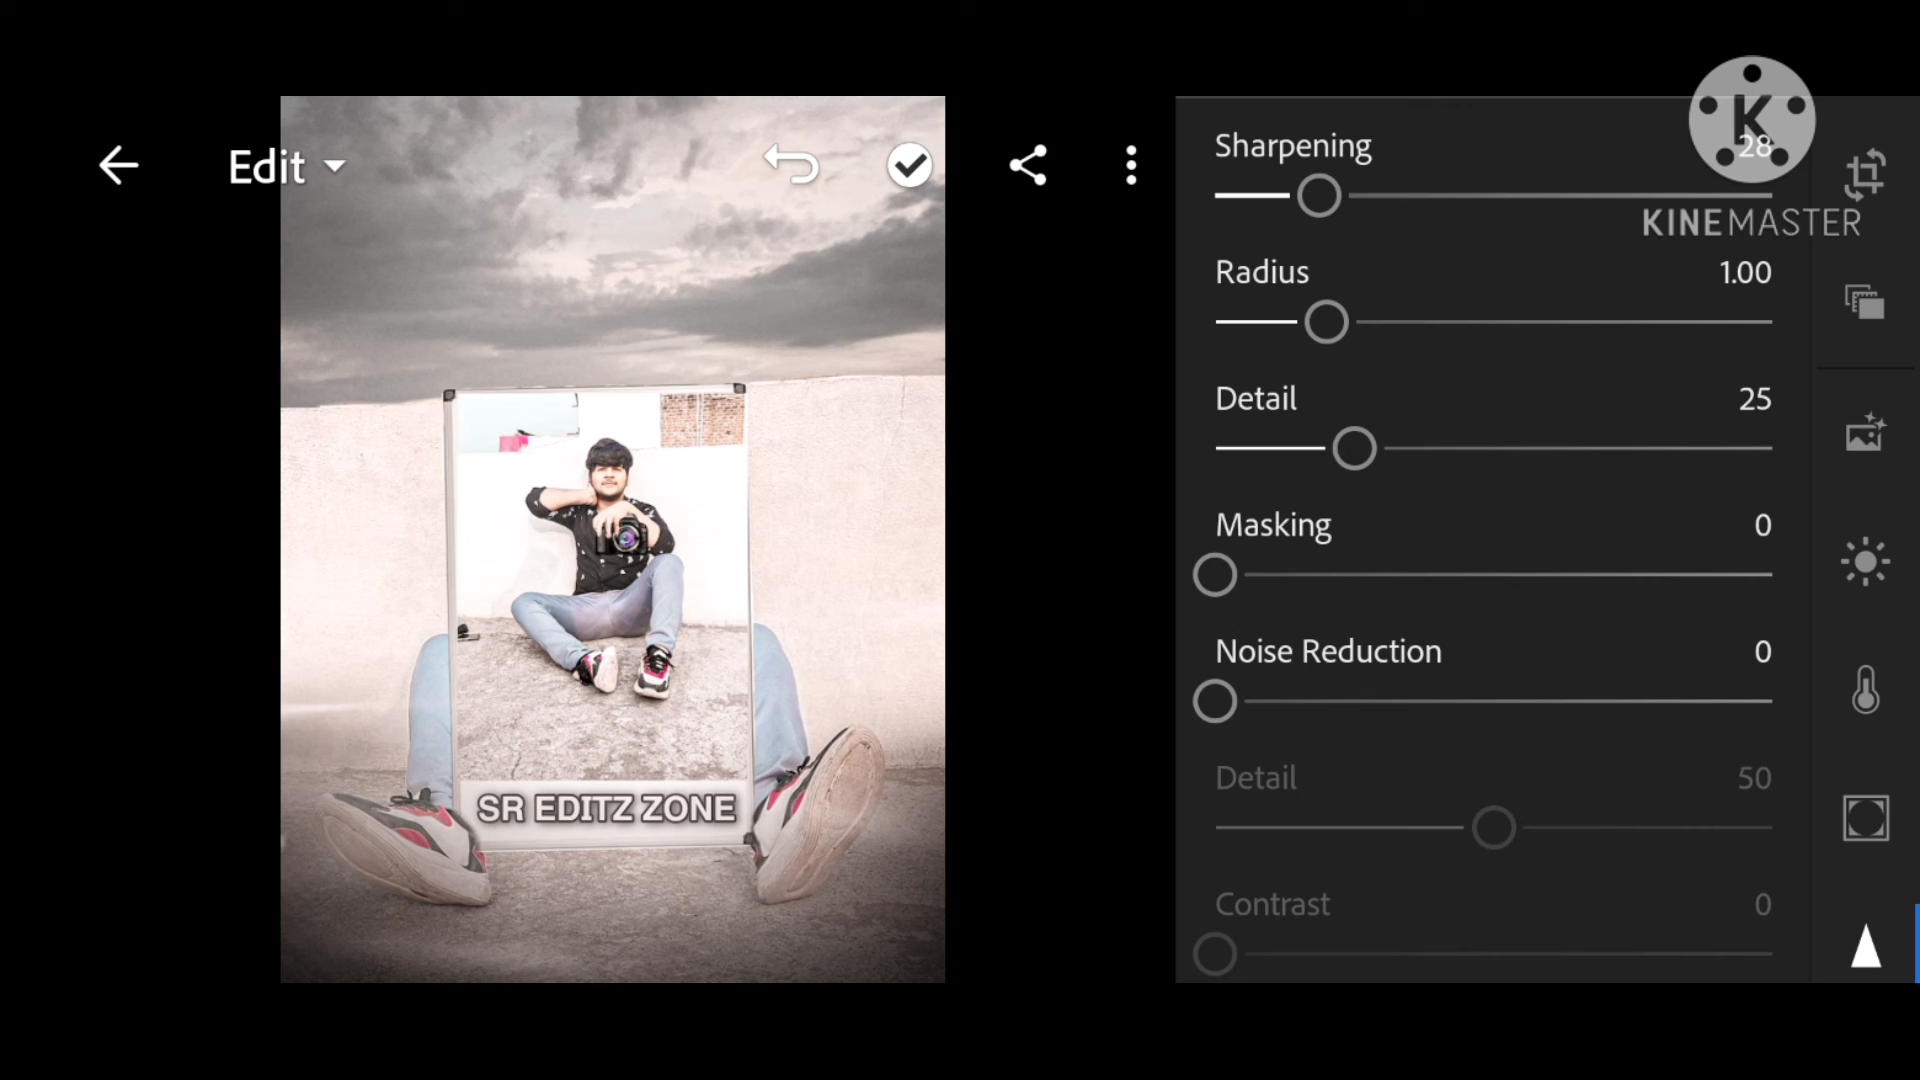 Edit
Sharpening 28
KINEMASTER
Radius 1.00
Detail 25
Masking 0
Noise Reduction 0
Detail 50
Contrast 0
K
SR EDITZ ZONE